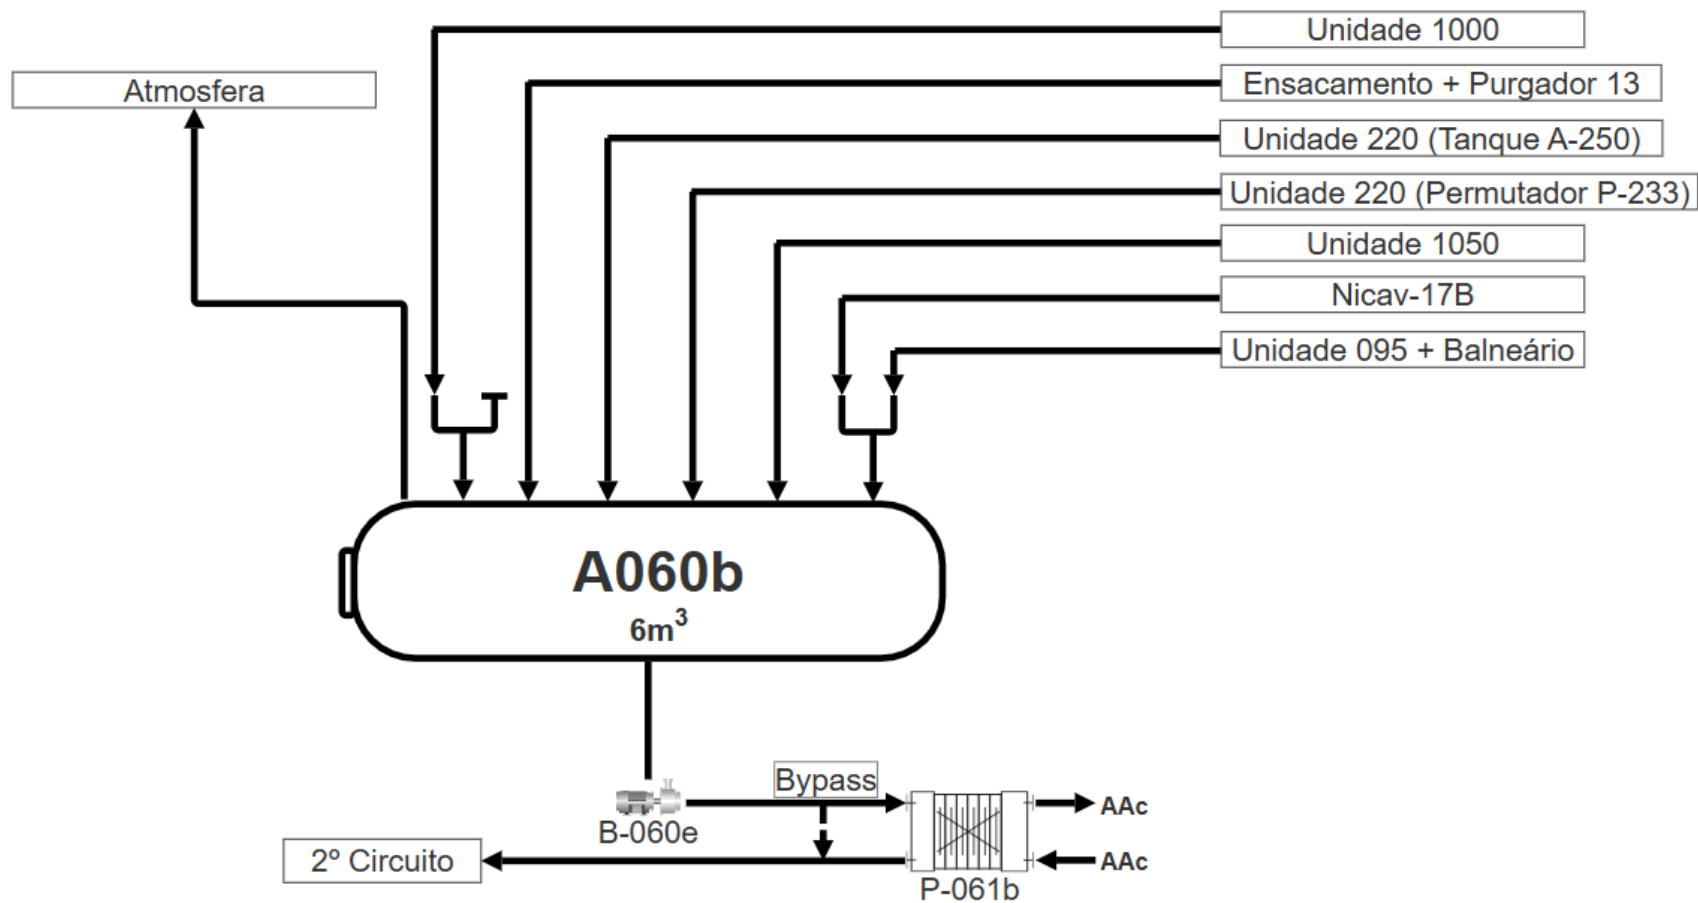 Unidade 1000
Atmosfera
Ensacamento + Purgador 13
Unidade 220 (Tanque A-250)
Unidade 220 (Permutador P-233)
Unidade 1050
Nicav-17B
Unidade 095 + Balneário
A060b
6m³
Bypass
B-060e
AAc
2º Circuito
AAc
P-061b